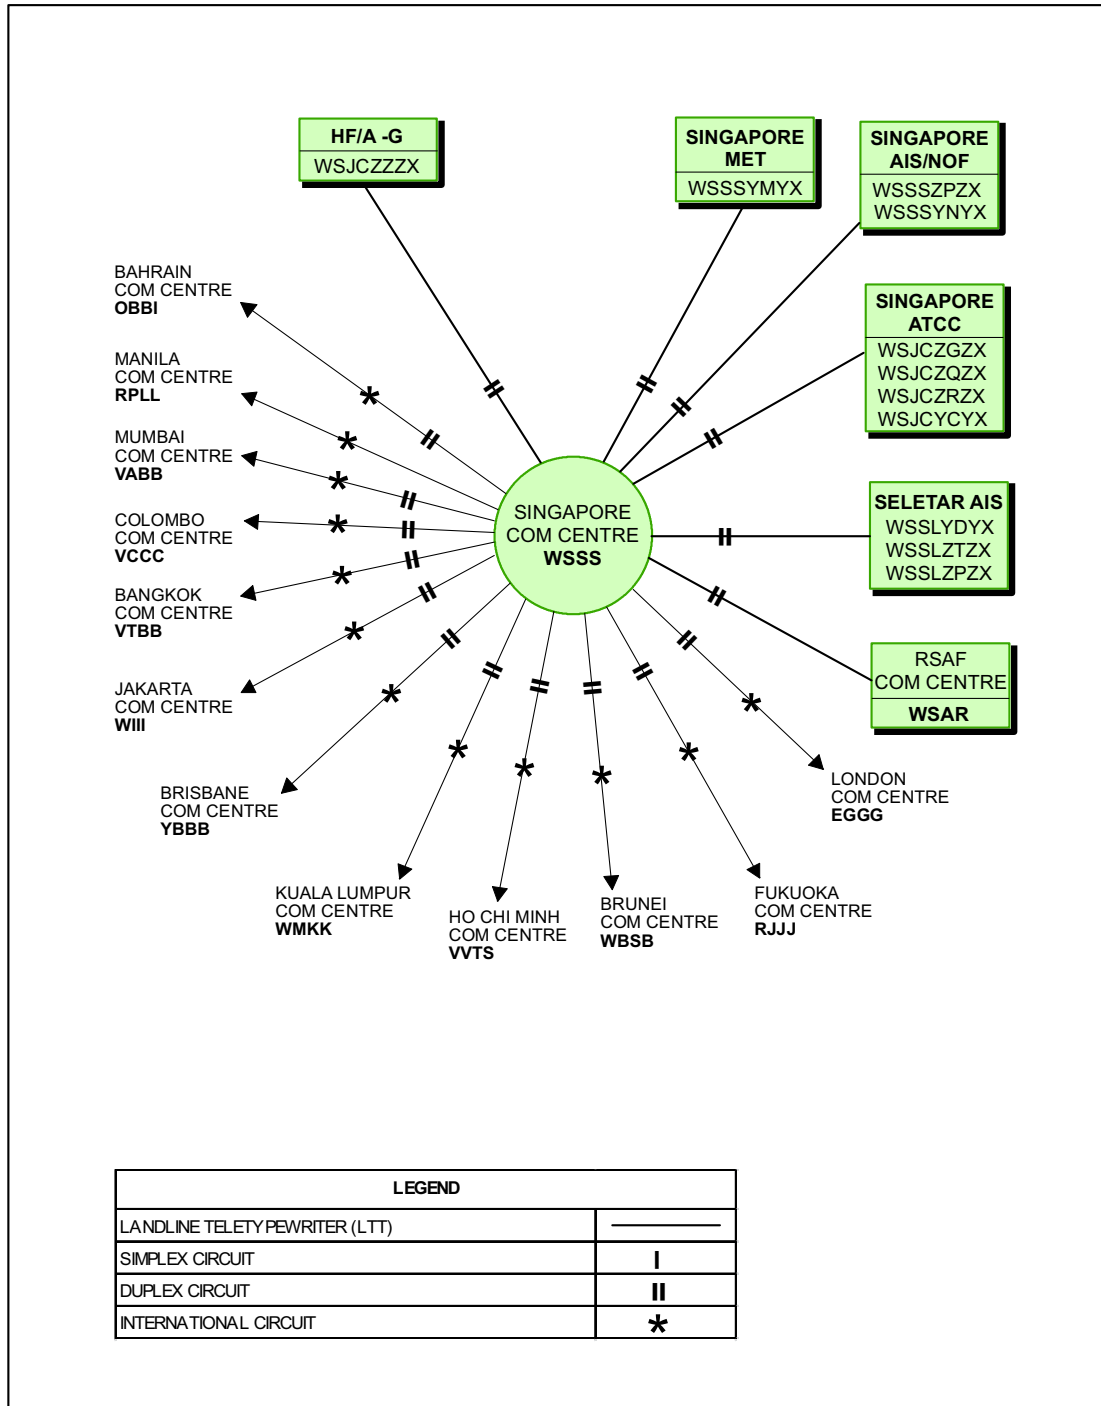 HF/A -G
WSJCZZZX
SINGAPORE
MET
WSSSYMYX
SINGAPORE
AIS/NOF
WSSSZPZX
WSSSYNYX
SINGAPORE
ATCC
WSJCZGZX
WSJCZQZX
WSJCZRZX
WSJCYCYX
SELETAR AIS
WSSLYDYX
WSSLZTZX
WSSLZPZX
RSAF
COM CENTRE
WSAR
SINGAPORE
COM CENTRE
WSSS
BAHRAIN
COM CENTRE
OBBI
MANILA
COM CENTRE
RPLL
MUMBAI
COM CENTRE
VABB
COLOMBO
COM CENTRE
VCCC
BANGKOK
COM CENTRE
VTBB
JAKARTA
COM CENTRE
WIII
BRISBANE
COM CENTRE
YBBB
KUALA LUMPUR
COM CENTRE
WMKK
HO CHI MINH
COM CENTRE
VVTS
BRUNEI
COM CENTRE
WBSB
FUKUOKA
COM CENTRE
RJJJ
LONDON
COM CENTRE
EGGG
LEGEND
LANDLINE TELETYPEWRITER (LTT)
SIMPLEX CIRCUIT
DUPLEX CIRCUIT
INTERNATIONAL CIRCUIT